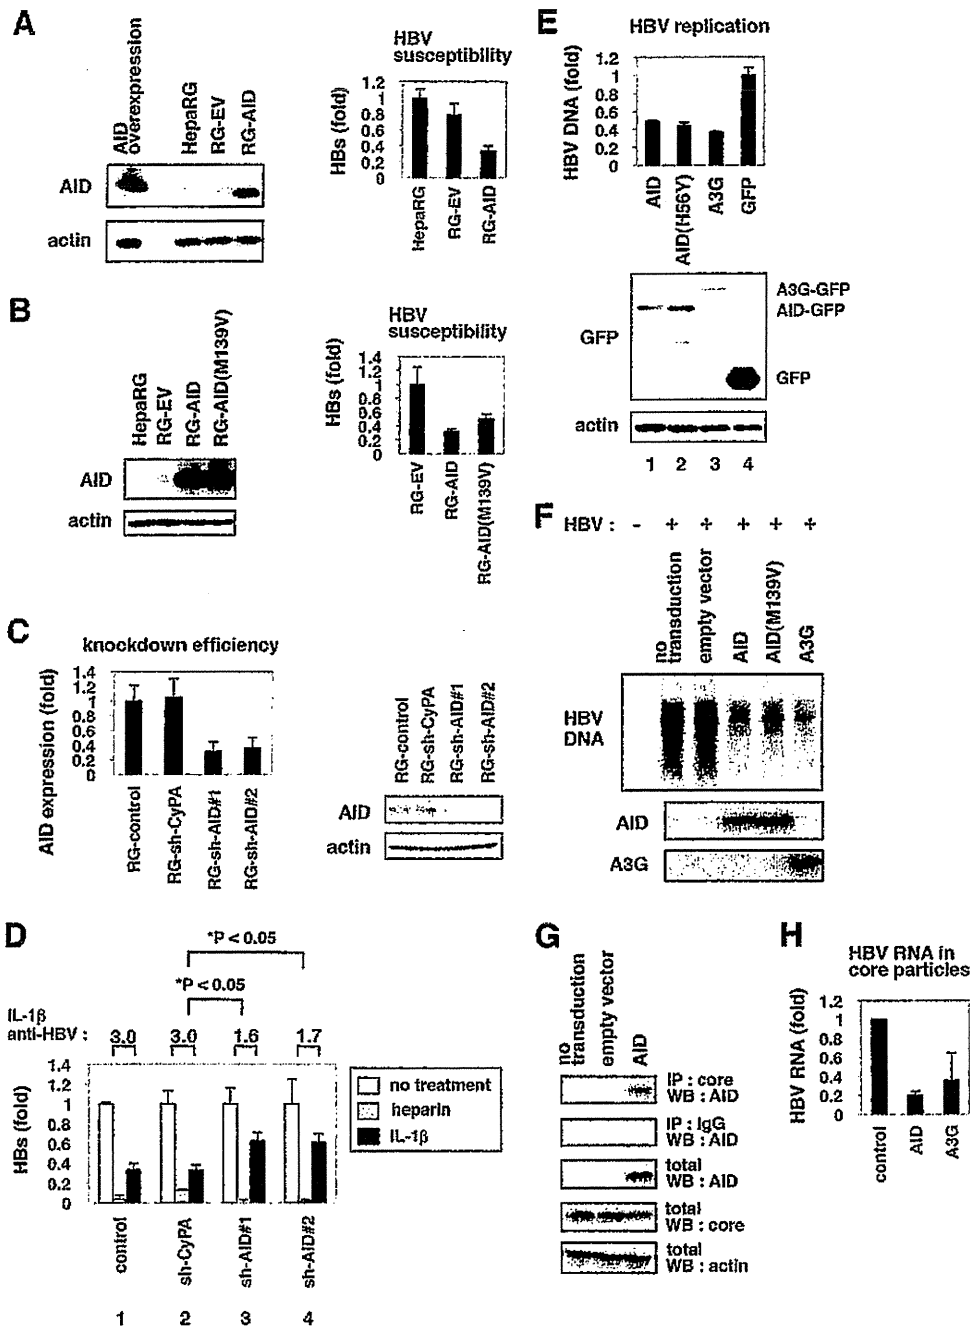 A
AID
overexpression
HepaRG
RG-EV
RG-AID
AID
actin
HBV
susceptibility
HBs (fold)
1.2
1
0.8
0.6
0.4
0.2
0
HepaRG
RG-EV
RG-AID
B
HepaRG
RG-EV
RG-AID
RG-AID(M139V)
AID
actin
HBV
susceptibility
HBs (fold)
1.4
1.2
1
0.8
0.6
0.4
0.2
0
RG-EV
RG-AID
RG-AID(M139V)
C
knockdown efficiency
AID expression (fold)
1.4
1.2
1
0.8
0.6
0.4
0.2
0
RG-control
RG-sh-CyPA
RG-sh-AID#1
RG-sh-AID#2
RG-control
RG-sh-CyPA
RG-sh-AID#1
RG-sh-AID#2
AID
actin
D
*P < 0.05
*P < 0.05
IL-1β
anti-HBV :
3.0
3.0
1.6
1.7
HBs (fold)
1.4
1.2
1
0.8
0.6
0.4
0.2
0
no treatment
heparin
IL-1β
control
sh-CyPA
sh-AID#1
sh-AID#2
1
2
3
4
E
HBV replication
HBV DNA (fold)
1.2
1
0.8
0.6
0.4
0.2
0
AID
AID(H56Y)
A3G
GFP
GFP
A3G-GFP
AID-GFP
GFP
actin
1
2
3
4
F
HBV : - + + + + +
no
transduction
empty vector
AID
AID(M139V)
A3G
HBV
DNA
AID
A3G
G
no
transduction
empty vector
AID
IP : core
WB : AID
IP : IgG
WB : AID
total
WB : AID
total
WB : core
total
WB : actin
H
HBV RNA in
core particles
HBV RNA (fold)
1.2
1
0.8
0.6
0.4
0.2
0
control
AID
A3G